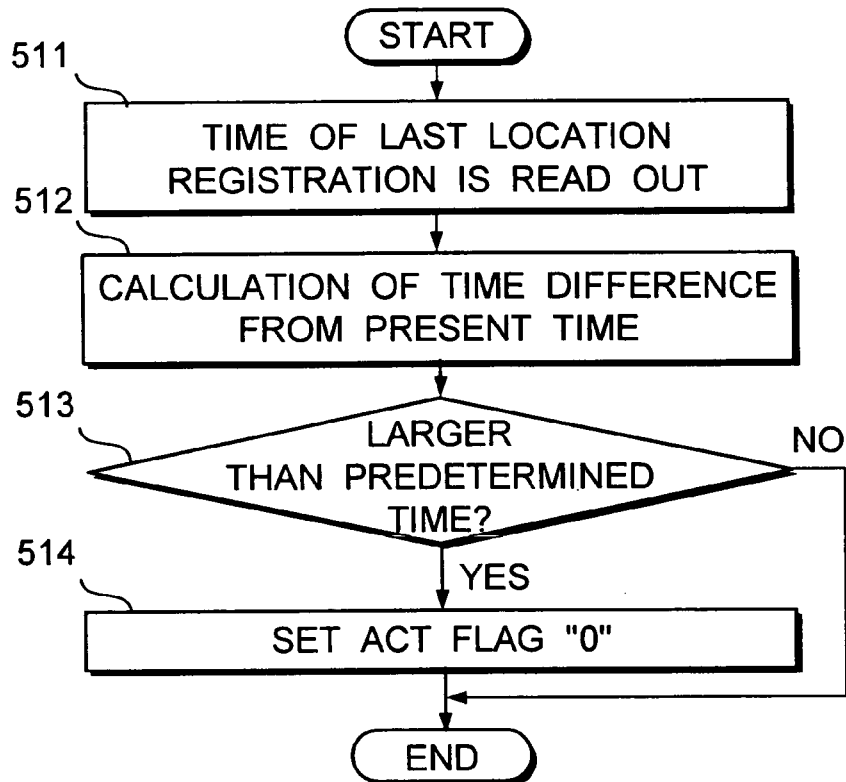 START
511
TIME OF LAST LOCATION
REGISTRATION IS READ OUT
512
CALCULATION OF TIME DIFFERENCE
FROM PRESENT TIME
513
LARGER
THAN PREDETERMINED
TIME?
NO
YES
514
SET ACT FLAG "0"
END